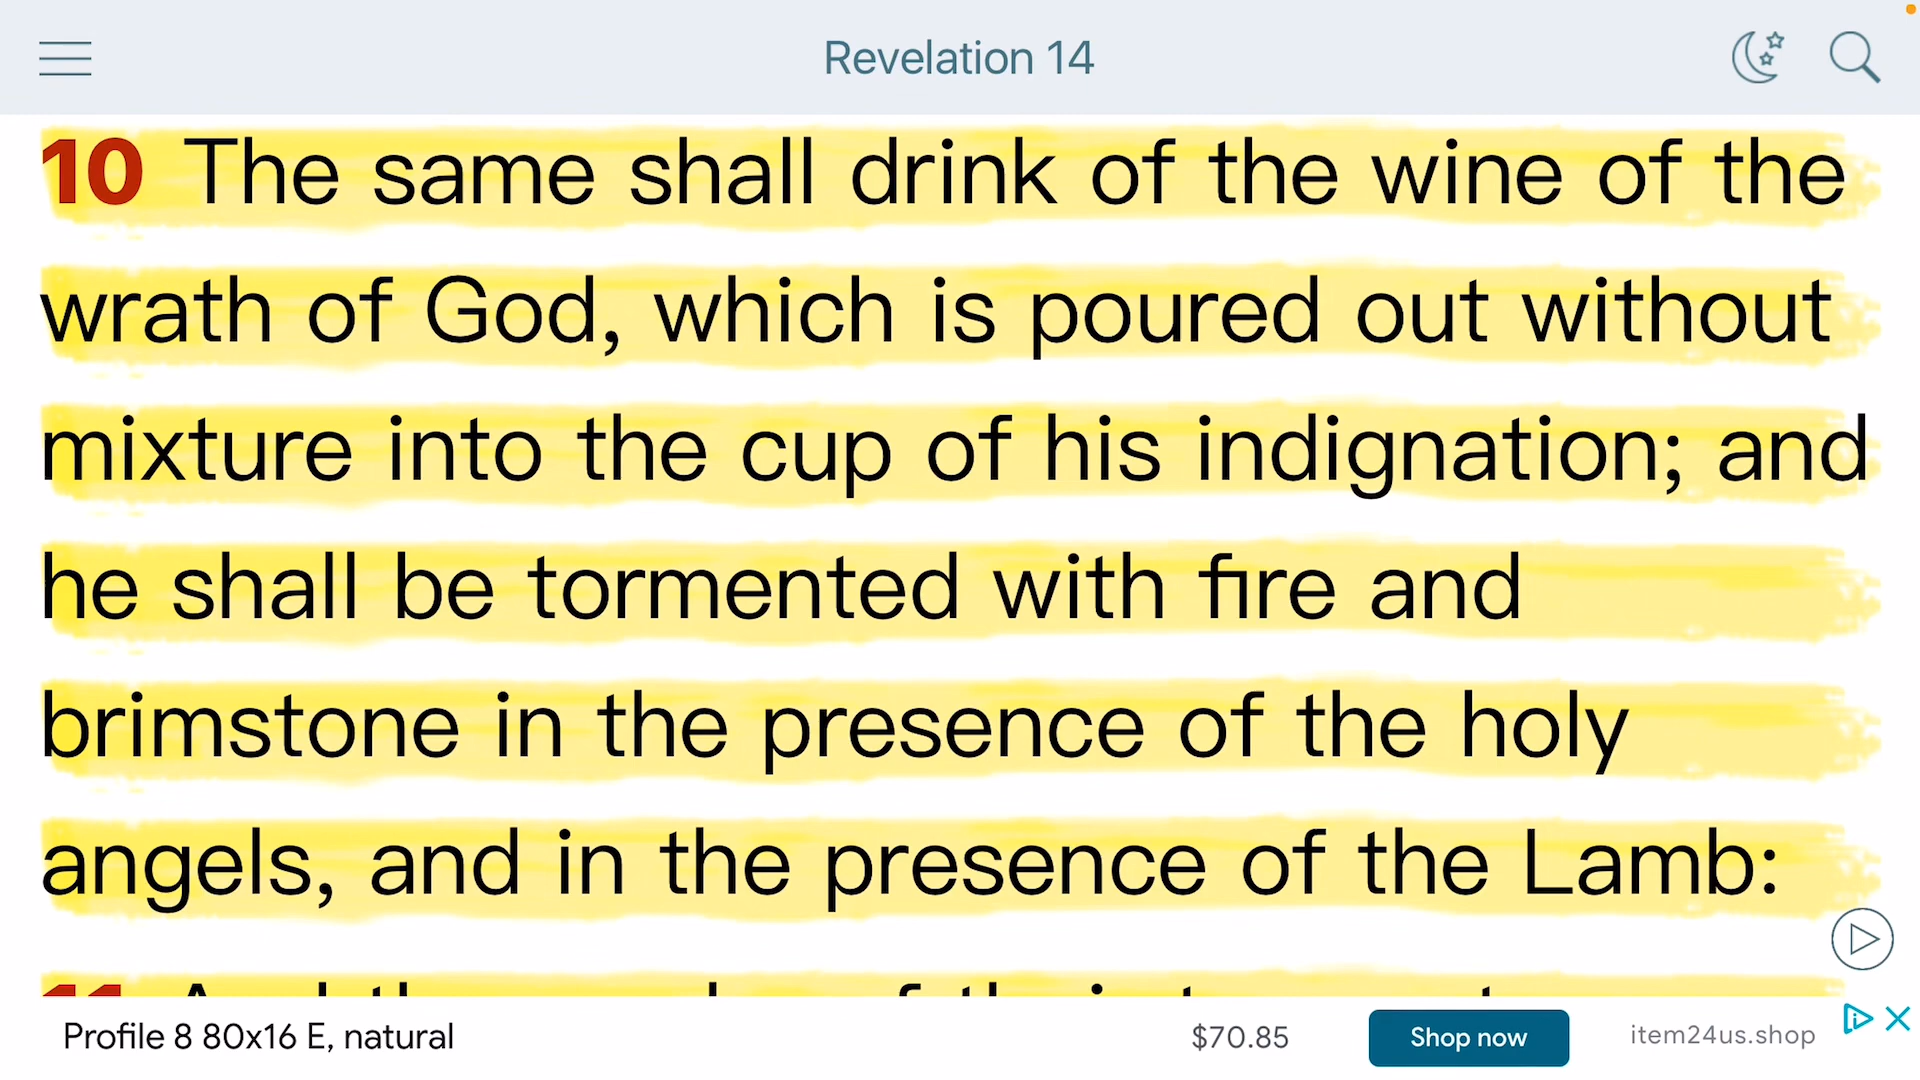 Revelation 14
10 The same shall drink of the wine of the
wrath of God, which is poured out without
mixture into the cup of his indignation; and
he shall be tormented with fire and
brimstone in the presence of the holy
angels, and in the presence of the Lamb:
Profile 8 80x16 E, natural
$70.85
Shop now
item24us.shop